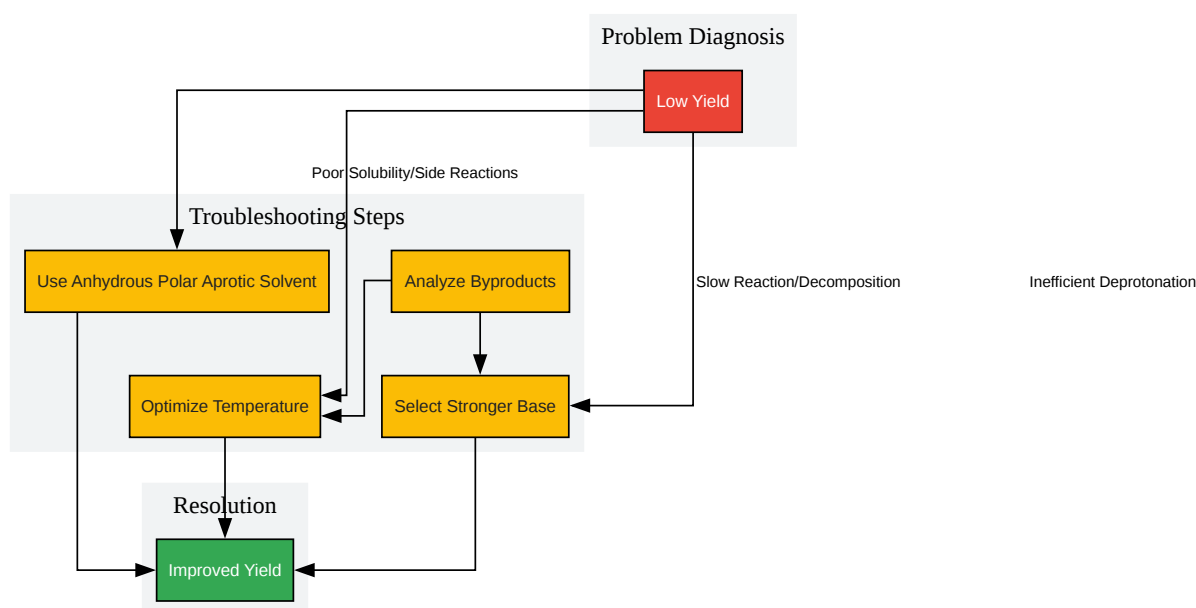 Problem Diagnosis
Low Yield
Poor Solubility/Side Reactions
Troubleshooting Steps
Use Anhydrous Polar Aprotic Solvent
Analyze Byproducts
Slow Reaction/Decomposition
Inefficient Deprotonation
Optimize Temperature
Select Stronger Base
Resolution
Improved Yield